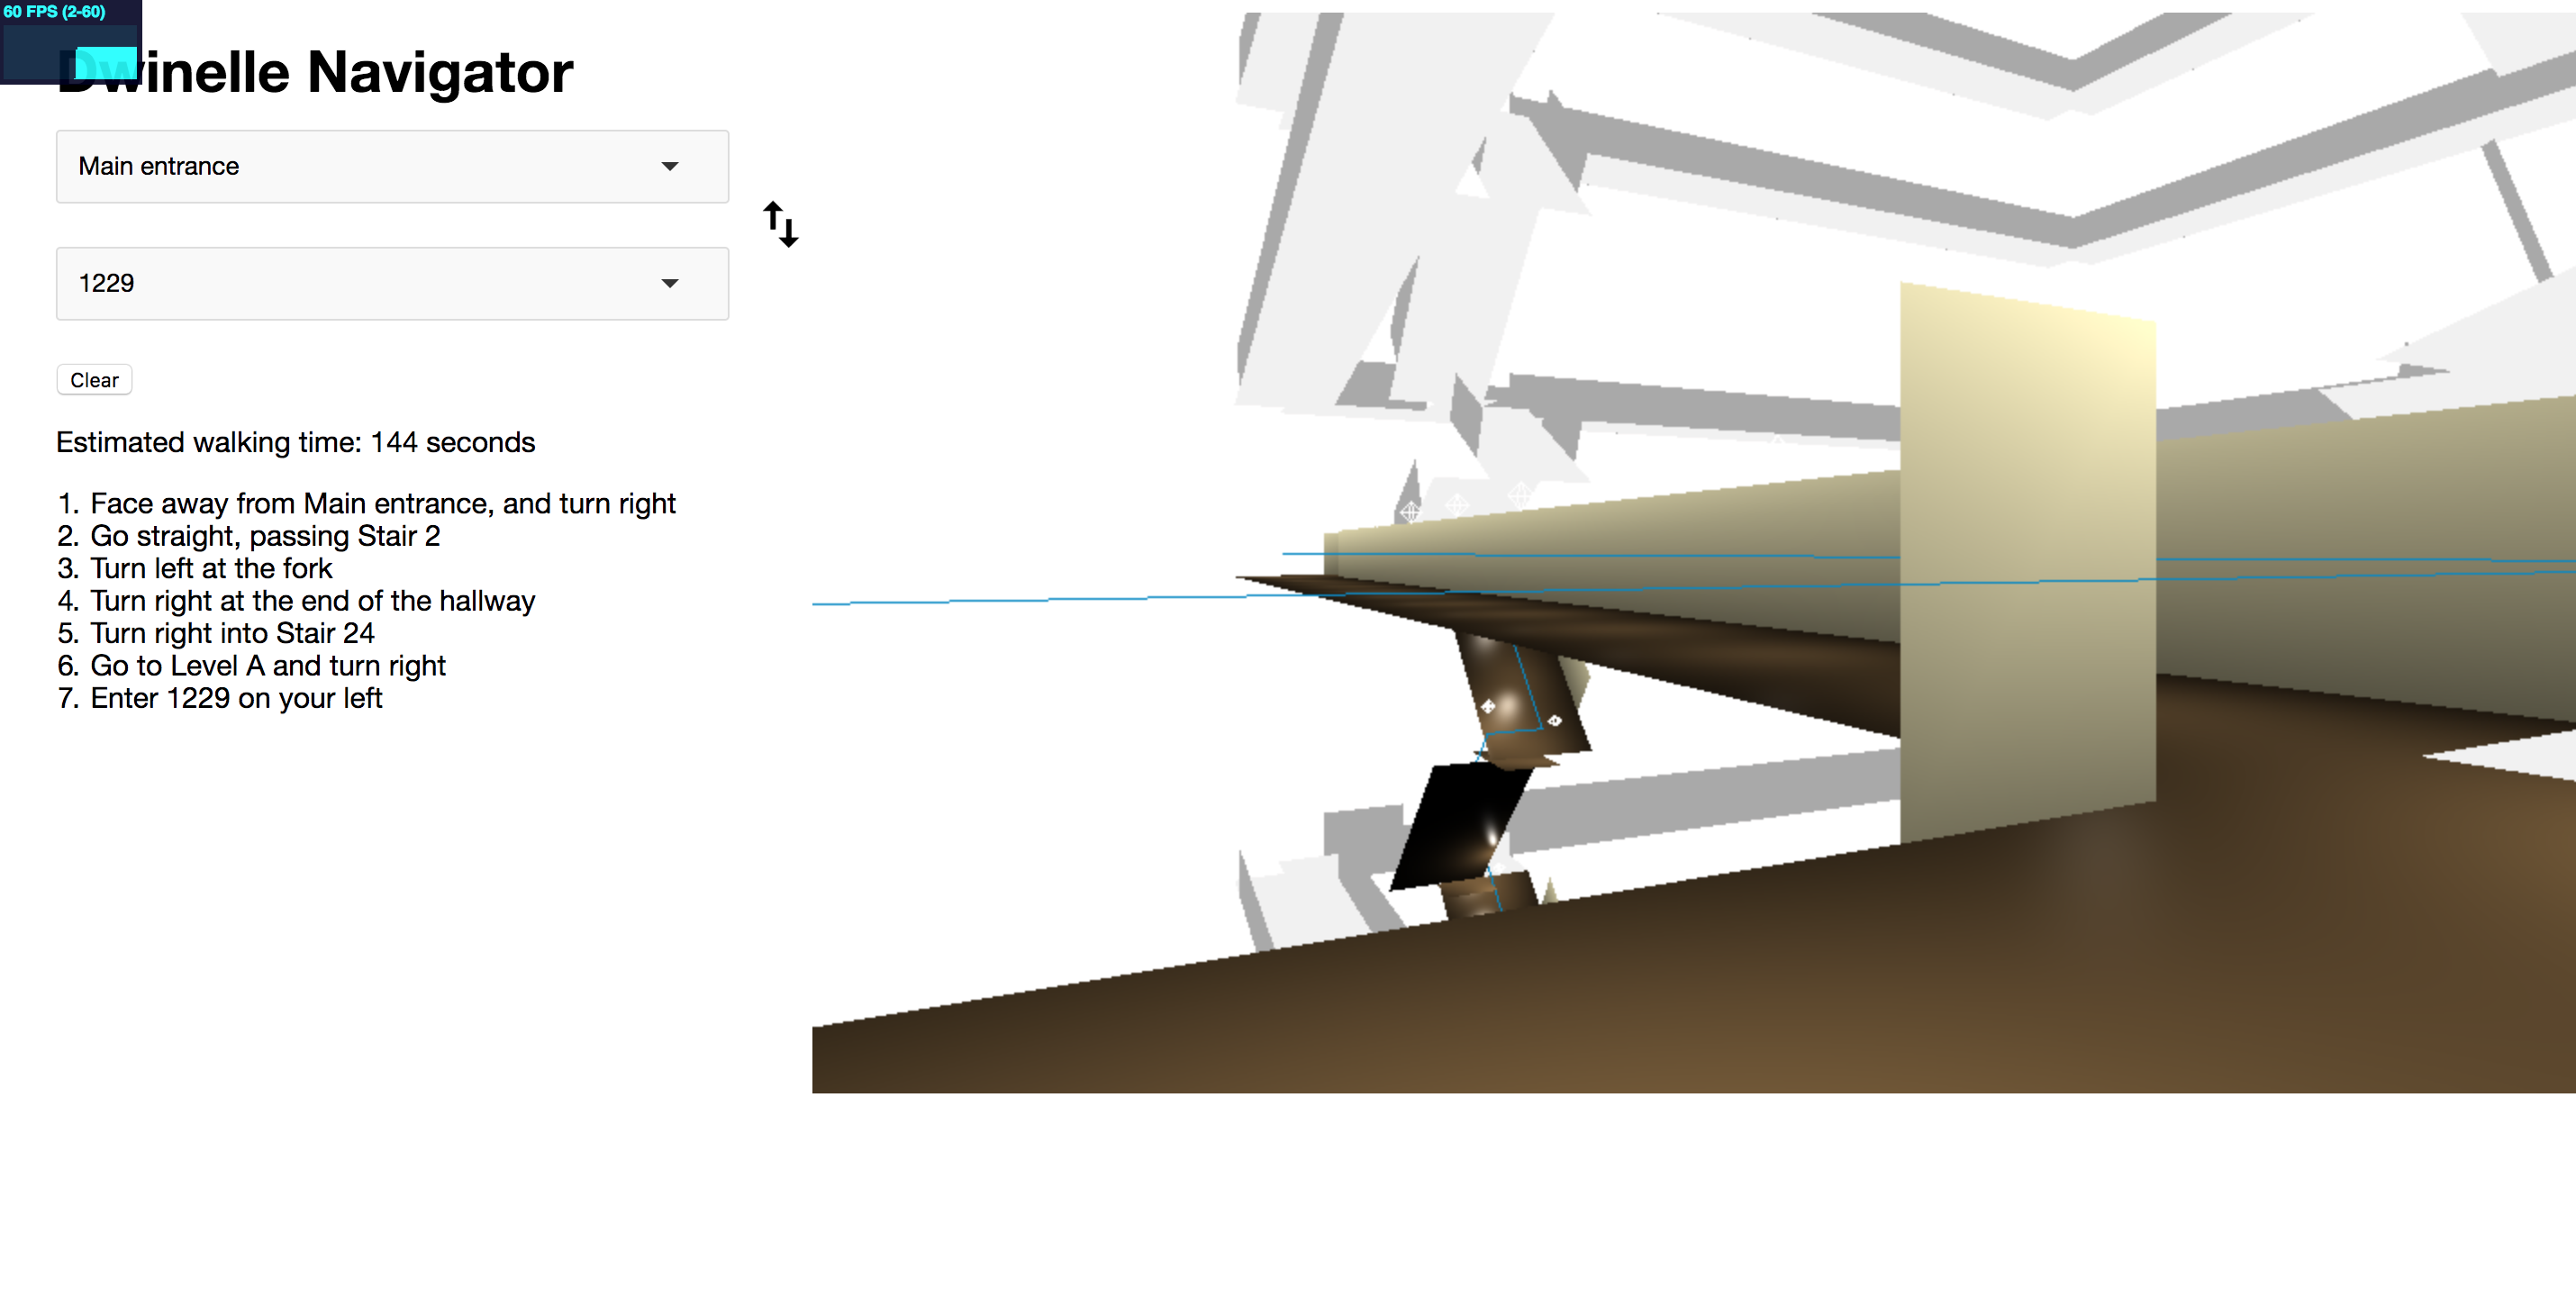 60 FPS (2-60)
Dwinelle Navigator
Main entrance
1229
Clear
Estimated walking time: 144 seconds
1. Face away from Main entrance, and turn right
2. Go straight, passing Stair 2
3. Turn left at the fork
4. Turn right at the end of the hallway
5. Turn right into Stair 24
6. Go to Level A and turn right
7. Enter 1229 on your left